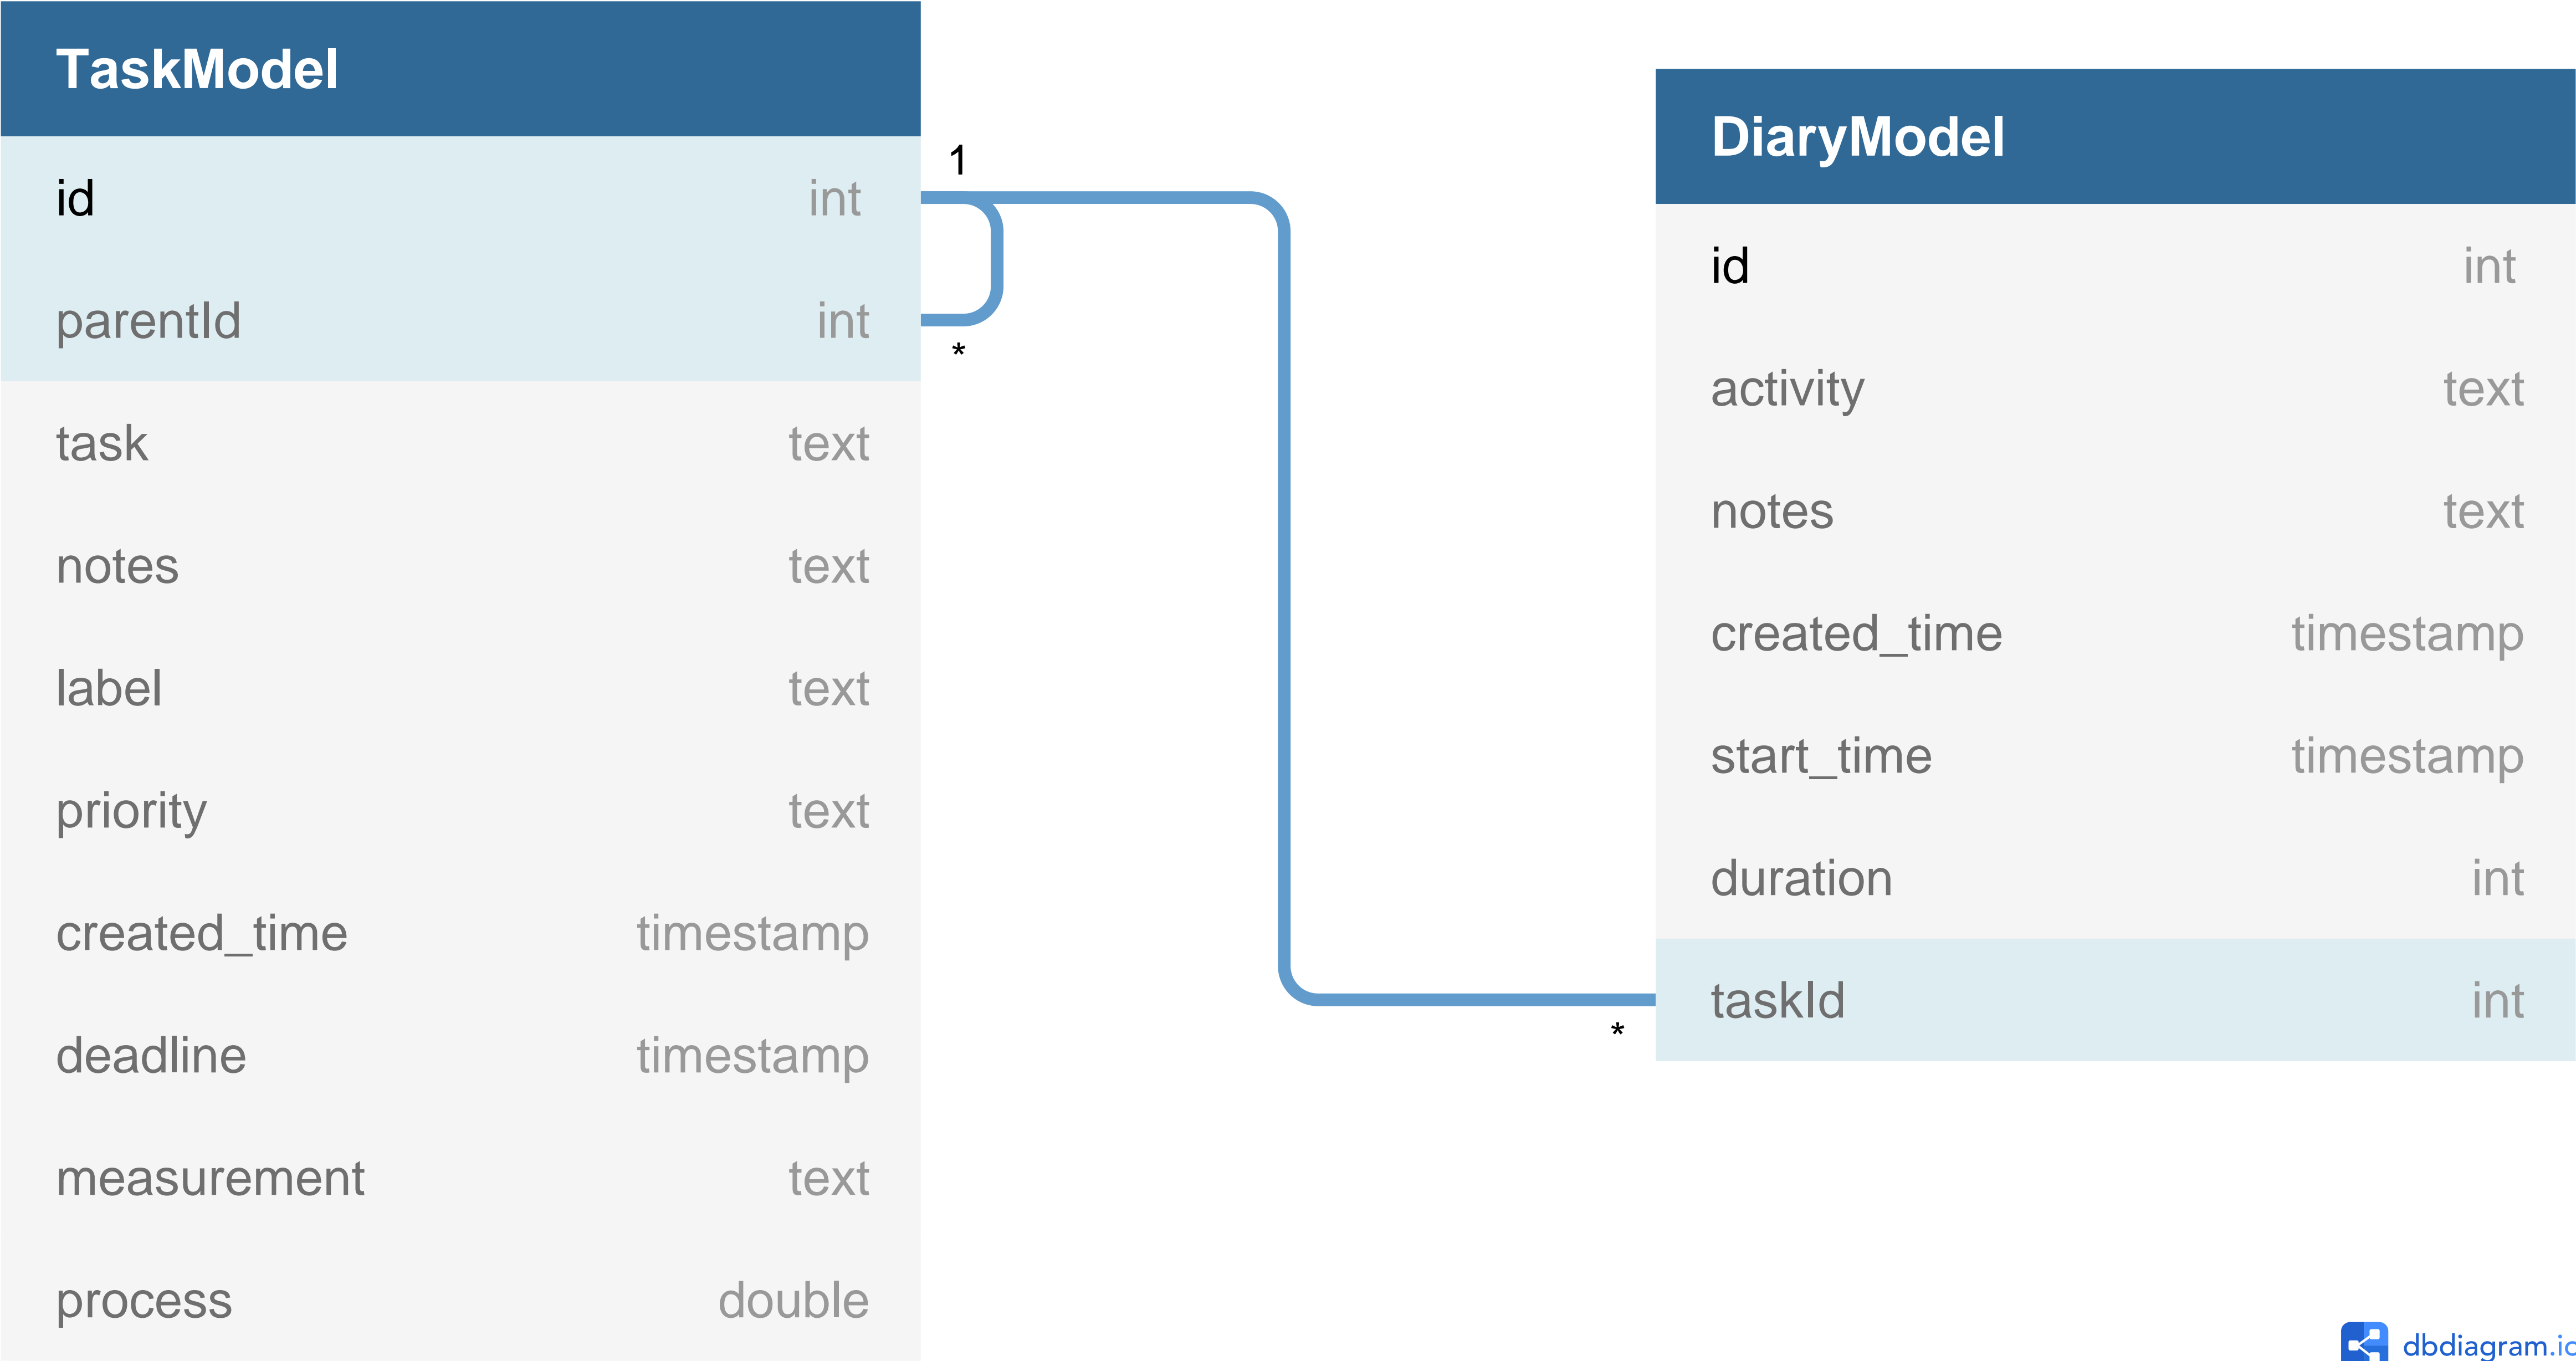 TaskModel
id int
parentId int
task text
notes text
label text
priority text
created_time timestamp
deadline timestamp
measurement text
process double
1
*
*
DiaryModel
id int
activity text
notes text
created_time timestamp
start_time timestamp
duration int
taskId int
dbdiagram.io